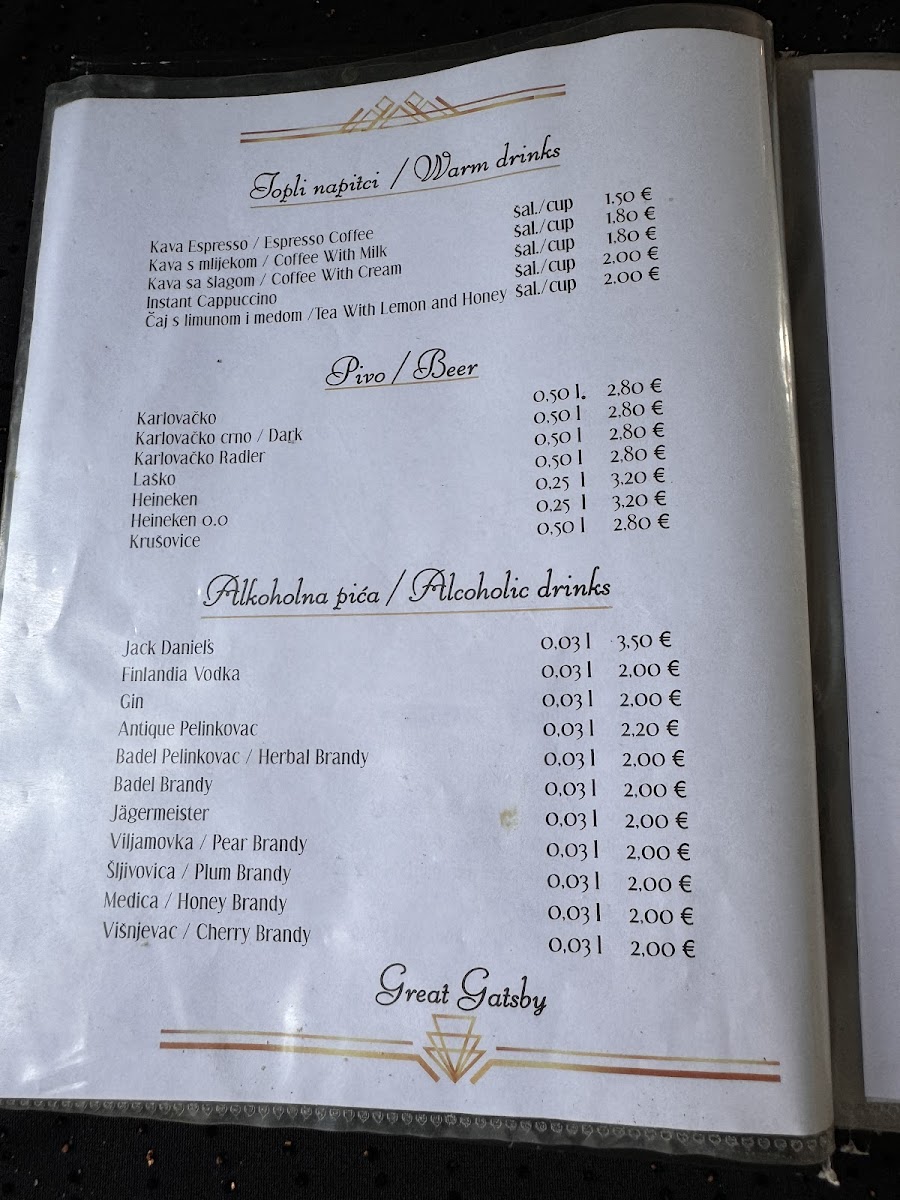 Topli napitci / Warm drinks
Kava Espresso / Espresso Coffee šal./cup 1.50 €
Kava s mlijekom / Coffee With Milk šal./cup 1.80 €
Kava sa šlagom / Coffee With Cream šal./cup 1.80 €
Instant Cappuccino šal./cup 2.00 €
Čaj s limunom i medom /Tea With Lemon and Honey šal./cup 2.00 €
Pivo / Beer
Karlovačko 0,50 l. 2,80 €
Karlovačko crno / Dark 0,50 l 2,80 €
Karlovačko Radler 0,50 l 2,80 €
Laško 0,50 l 2,80 €
Heineken 0,25 l 3,20 €
Heineken 0.0 0,25 l 3,20 €
Krušovice 0,50 l 2,80 €
Alkoholna pića / Alcoholic drinks
Jack Daniel's 0,03 l 3,50 €
Finlandia Vodka 0,03 l 2,00 €
Gin 0,03 l 2,00 €
Antique Pelinkovac 0,03 l 2,20 €
Badel Pelinkovac / Herbal Brandy 0,03 l 2,00 €
Badel Brandy 0,03 l 2,00 €
Jägermeister 0,03 l 2,00 €
Viljamovka / Pear Brandy 0,03 l 2,00 €
Šljivovica / Plum Brandy 0,03 l 2,00 €
Medica / Honey Brandy 0,03 l 2,00 €
Višnjevac / Cherry Brandy 0,03 l 2,00 €
Great Gatsby